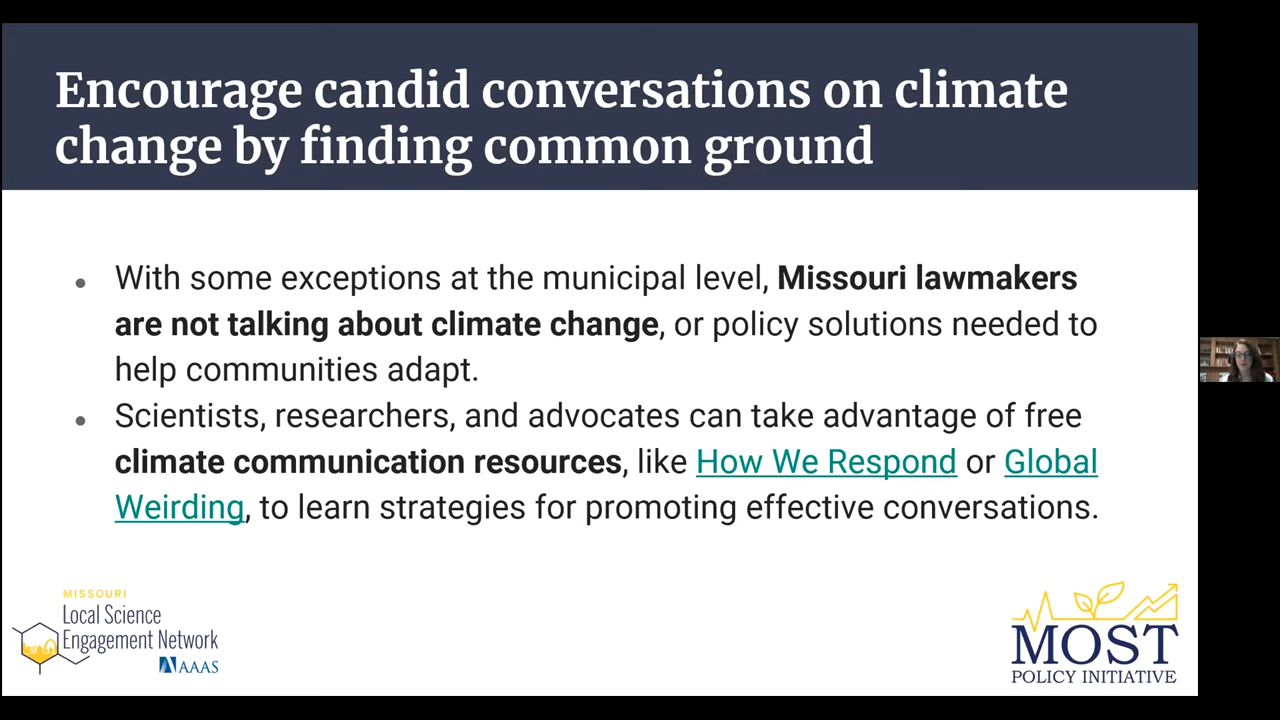 Encourage candid conversations on climate
change by finding common ground
With some exceptions at the municipal level, Missouri lawmakers
are not talking about climate change, or policy solutions needed to
help communities adapt.
Scientists, researchers, and advocates can take advantage of free
climate communication resources, like How We Respond or Global
Weirding, to learn strategies for promoting effective conversations.
MISSOURI
Local Science
Engagement Network
AAAS
MOST
POLICY INITIATIVE